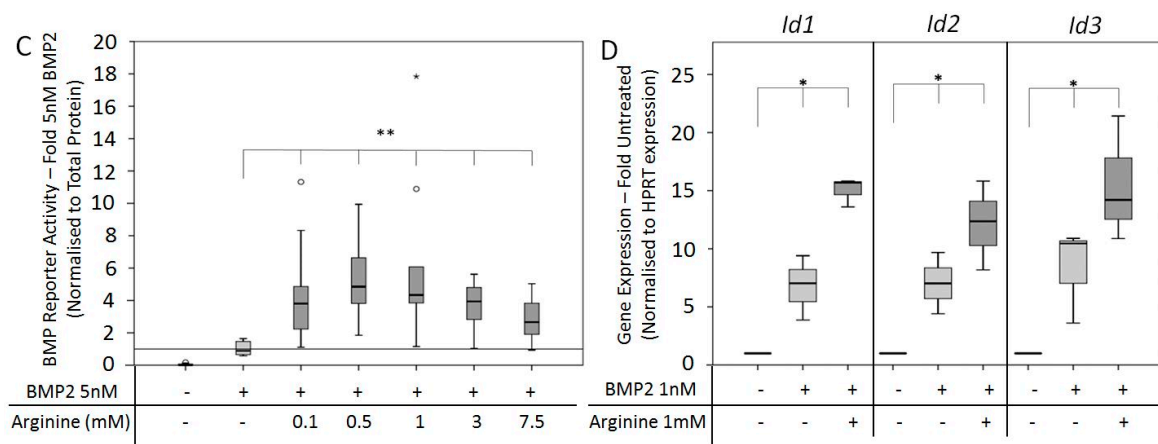 C
BMP Reporter Activity – Fold 5nM BMP2
(Normalised to Total Protein)
20
18
16
14
12
10
8
6
4
2
0
*
**
BMP2 5nM - + + + + + +
Arginine (mM) - - 0.1 0.5 1 3 7.5
D
Id1 Id2 Id3
Gene Expression – Fold Untreated
(Normalised to HPRT expression)
25
20
15
10
5
0
* * *
BMP2 1nM - + + - + + - + +
Arginine 1mM - - + - - + - - +